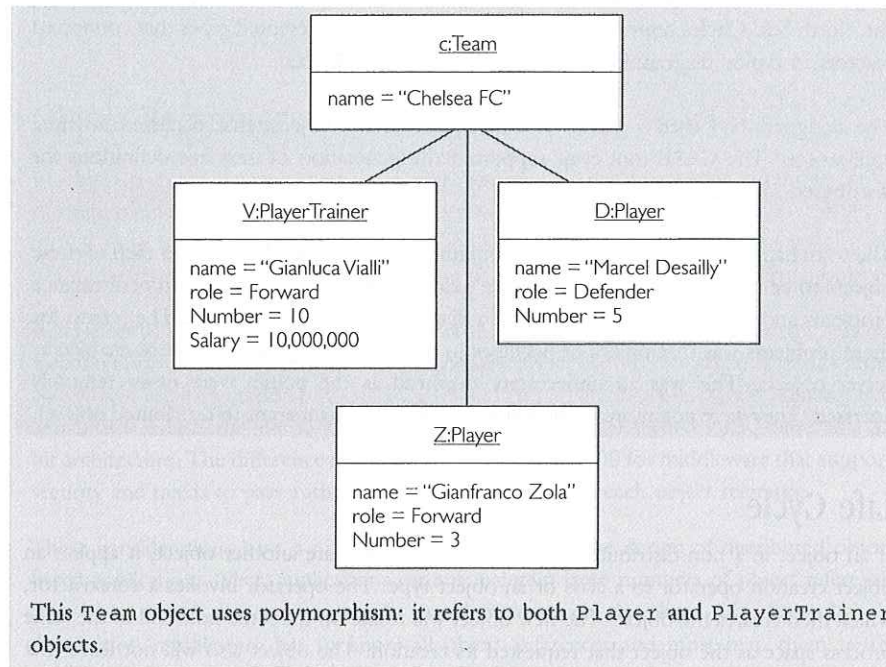 c:Team
name = “Chelsea FC”
V:PlayerTrainer
name = “Gianluca Vialli”
role = Forward
Number = 10
Salary = 10,000,000
D:Player
name = “Marcel Desailly”
role = Defender
Number = 5
Z:Player
name = “Gianfranco Zola”
role = Forward
Number = 3
This Team object uses polymorphism: it refers to both Player and PlayerTrainer
objects.